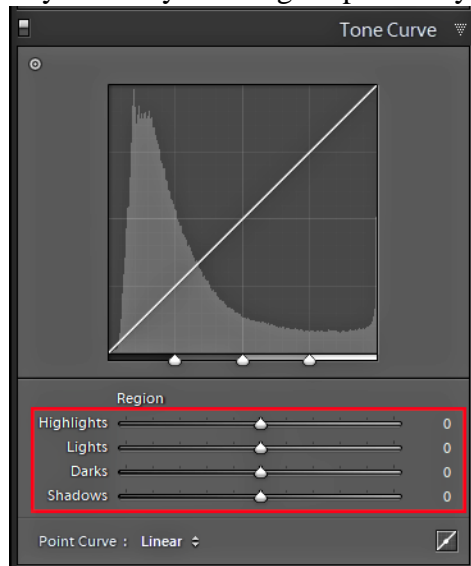 Tone Curve
Region
Highlights 0
Lights 0
Darks 0
Shadows 0
Point Curve : Linear